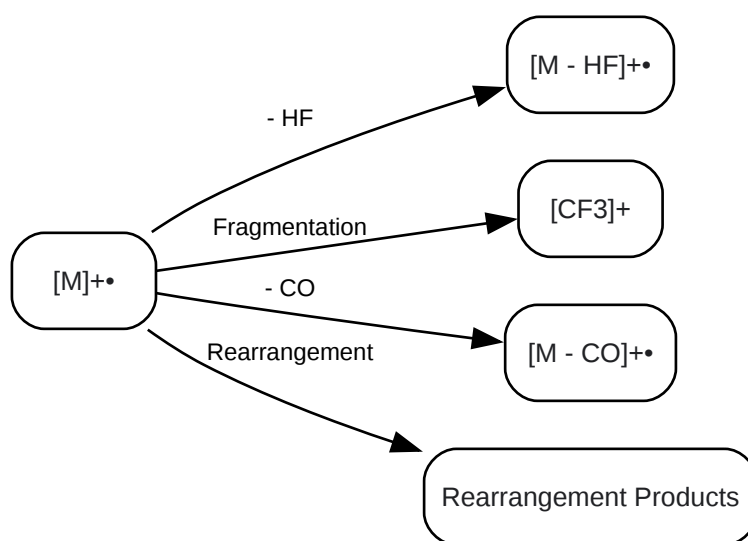 [M - HF]+•
- HF
[CF3]+
Fragmentation
[M]+•
- CO
[M - CO]+•
Rearrangement
Rearrangement Products